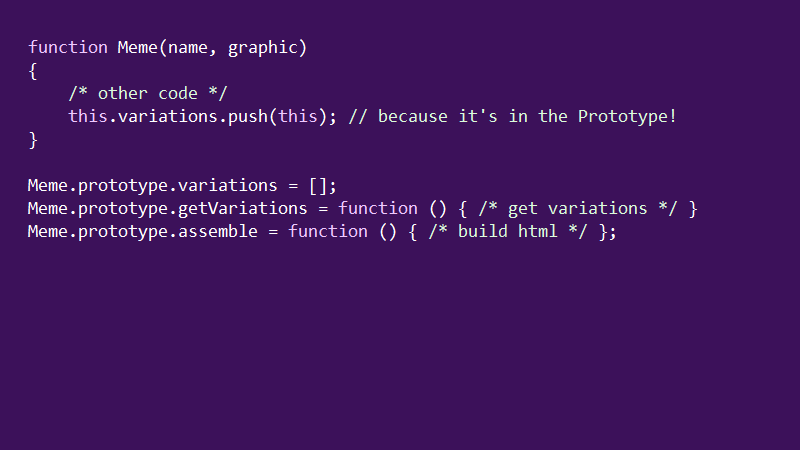 function Meme(name, graphic)
{
    /* other code */
    this.variations.push(this); // because it's in the Prototype!
}

Meme.prototype.variations = [];
Meme.prototype.getVariations = function () { /* get variations */ }
Meme.prototype.assemble = function () { /* build html */ };